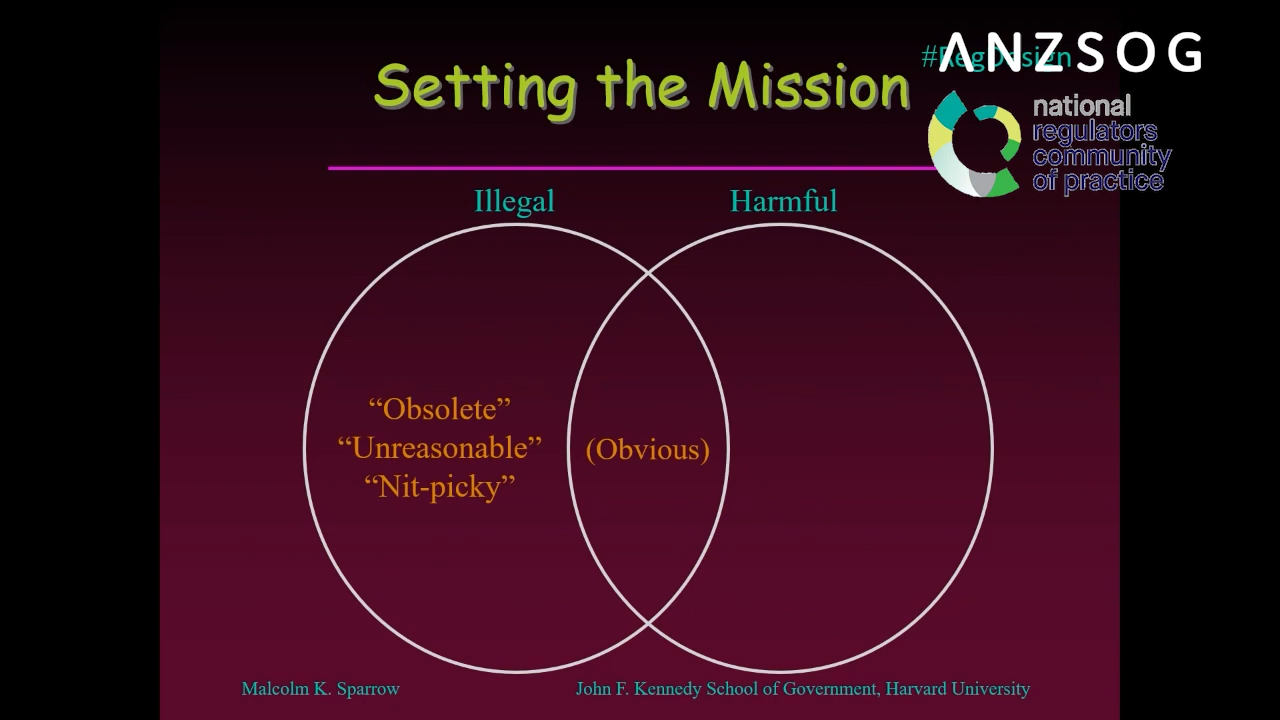 ANZSOG
#RegDesign
Setting the Mission
national
regulators
community
of practice
Illegal
Harmful
“Obsolete”
“Unreasonable”
“Nit-picky”
(Obvious)
Malcolm K. Sparrow
John F. Kennedy School of Government, Harvard University